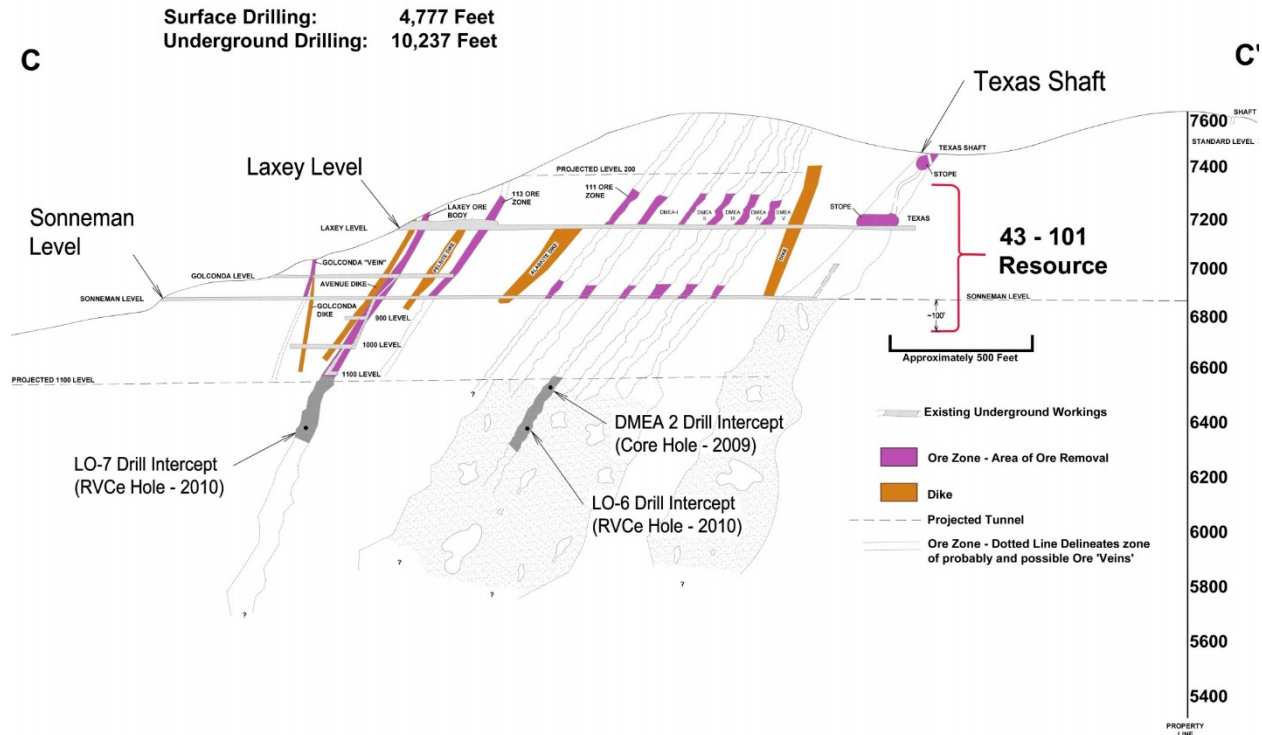 Surface Drilling: 4,777 Feet
Underground Drilling: 10,237 Feet
C
C'
Texas Shaft
SHAFT
7600
STANDARD LEVEL
TEXAS SHAFT
7400
PROJECTED LEVEL 200
STOPE
Laxey Level
111 ORE
ZONE
113 ORE
ZONE
LAXEY ORE
BODY
DMEA-I
DMEA
II
DMEA
III
DMEA
IV
DMEA
V
STOPE
TEXAS
7200
Sonneman
Level
LAXEY LEVEL
FELSITE DIKE
ALASKITE DIKE
DIKE
43 - 101
Resource
GOLCONDA "VEIN"
GOLCONDA LEVEL
7000
AVENUE DIKE
SONNEMAN LEVEL
SONNEMAN LEVEL
GOLCONDA
DIKE
900 LEVEL
~100'
6800
1000 LEVEL
Approximately 500 Feet
1100 LEVEL
6600
PROJECTED 1100 LEVEL
?
?
Existing Underground Workings
6400
DMEA 2 Drill Intercept
(Core Hole - 2009)
LO-7 Drill Intercept
(RVCe Hole - 2010)
Ore Zone - Area of Ore Removal
6200
LO-6 Drill Intercept
(RVCe Hole - 2010)
Dike
Projected Tunnel
6000
Ore Zone - Dotted Line Delineates zone
of probably and possible Ore 'Veins'
?
?
?
5800
?
5600
5400
PROPERTY
LINE